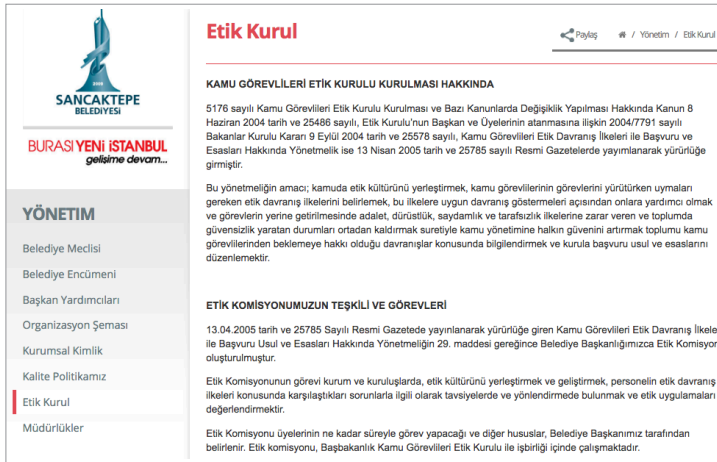 2009
SANCAKTEPE
BELEDİYESİ
BURASI YENİ İSTANBUL
gelişime devam...
YÖNETIM
Belediye Meclisi
Belediye Encümeni
Başkan Yardımcıları
Organizasyon Şeması
Kurumsal Kimlik
Kalite Politikamız
Etik Kurul
Müdürlükler
Etik Kurul
Paylaş / Yönetim / Etik Kurul
KAMU GÖREVLİLERİ ETİK KURULU KURULMASI HAKKINDA
5176 sayılı Kamu Görevlileri Etik Kurulu Kurulması ve Bazı Kanunlarda Değişiklik Yapılması Hakkında Kanun 8
Haziran 2004 tarih ve 25486 sayılı, Etik Kurulu'nun Başkan ve Üyelerinin atanmasına ilişkin 2004/7791 sayılı
Bakanlar Kurulu Kararı 9 Eylül 2004 tarih ve 25578 sayılı, Kamu Görevlileri Etik Davranış İlkeleri ile Başvuru ve
Esasları Hakkında Yönetmelik ise 13 Nisan 2005 tarih ve 25785 sayılı Resmi Gazetelerde yayımlanarak yürürlüğe
girmiştir.
Bu yönetmeliğin amacı; kamuda etik kültürünü yerleştirmek, kamu görevlilerinin görevlerini yürütürken uymaları
gereken etik davranış ilkelerini belirlemek, bu ilkelere uygun davranış göstermeleri açısından onlara yardımcı olmak
ve görevlerin yerine getirilmesinde adalet, dürüstlük, saydamlık ve tarafsızlık ilkelerine zarar veren ve toplumda
güvensizlik yaratan durumları ortadan kaldırmak suretiyle kamu yönetimine halkın güvenini artırmak toplumu kamu
görevlilerinden beklemeye hakkı olduğu davranışlar konusunda bilgilendirmek ve kurula başvuru usul ve esaslarını
düzenlemektir.
ETİK KOMİSYONUMUZUN TEŞKİLİ VE GÖREVLERİ
13.04.2005 tarih ve 25785 Sayılı Resmi Gazetede yayınlanarak yürürlüğe giren Kamu Görevlileri Etik Davranış İlkele
ile Başvuru Usul ve Esasları Hakkında Yönetmeliğin 29. maddesi gereğince Belediye Başkanlığımızca Etik Komisyon
oluşturulmuştur.
Etik Komisyonunun görevi kurum ve kuruluşlarda, etik kültürünü yerleştirmek ve geliştirmek, personelin etik davranış
ilkeleri konusunda karşılaştıkları sorunlarla ilgili olarak tavsiyelerde ve yönlendirmede bulunmak ve etik uygulamaları
değerlendirmektir.
Etik Komisyonu üyelerinin ne kadar süreyle görev yapacağı ve diğer hususlar, Belediye Başkanımız tarafından
belirlenir. Etik komisyonu, Başbakanlık Kamu Görevlileri Etik Kurulu ile işbirliği içinde çalışmaktadır.